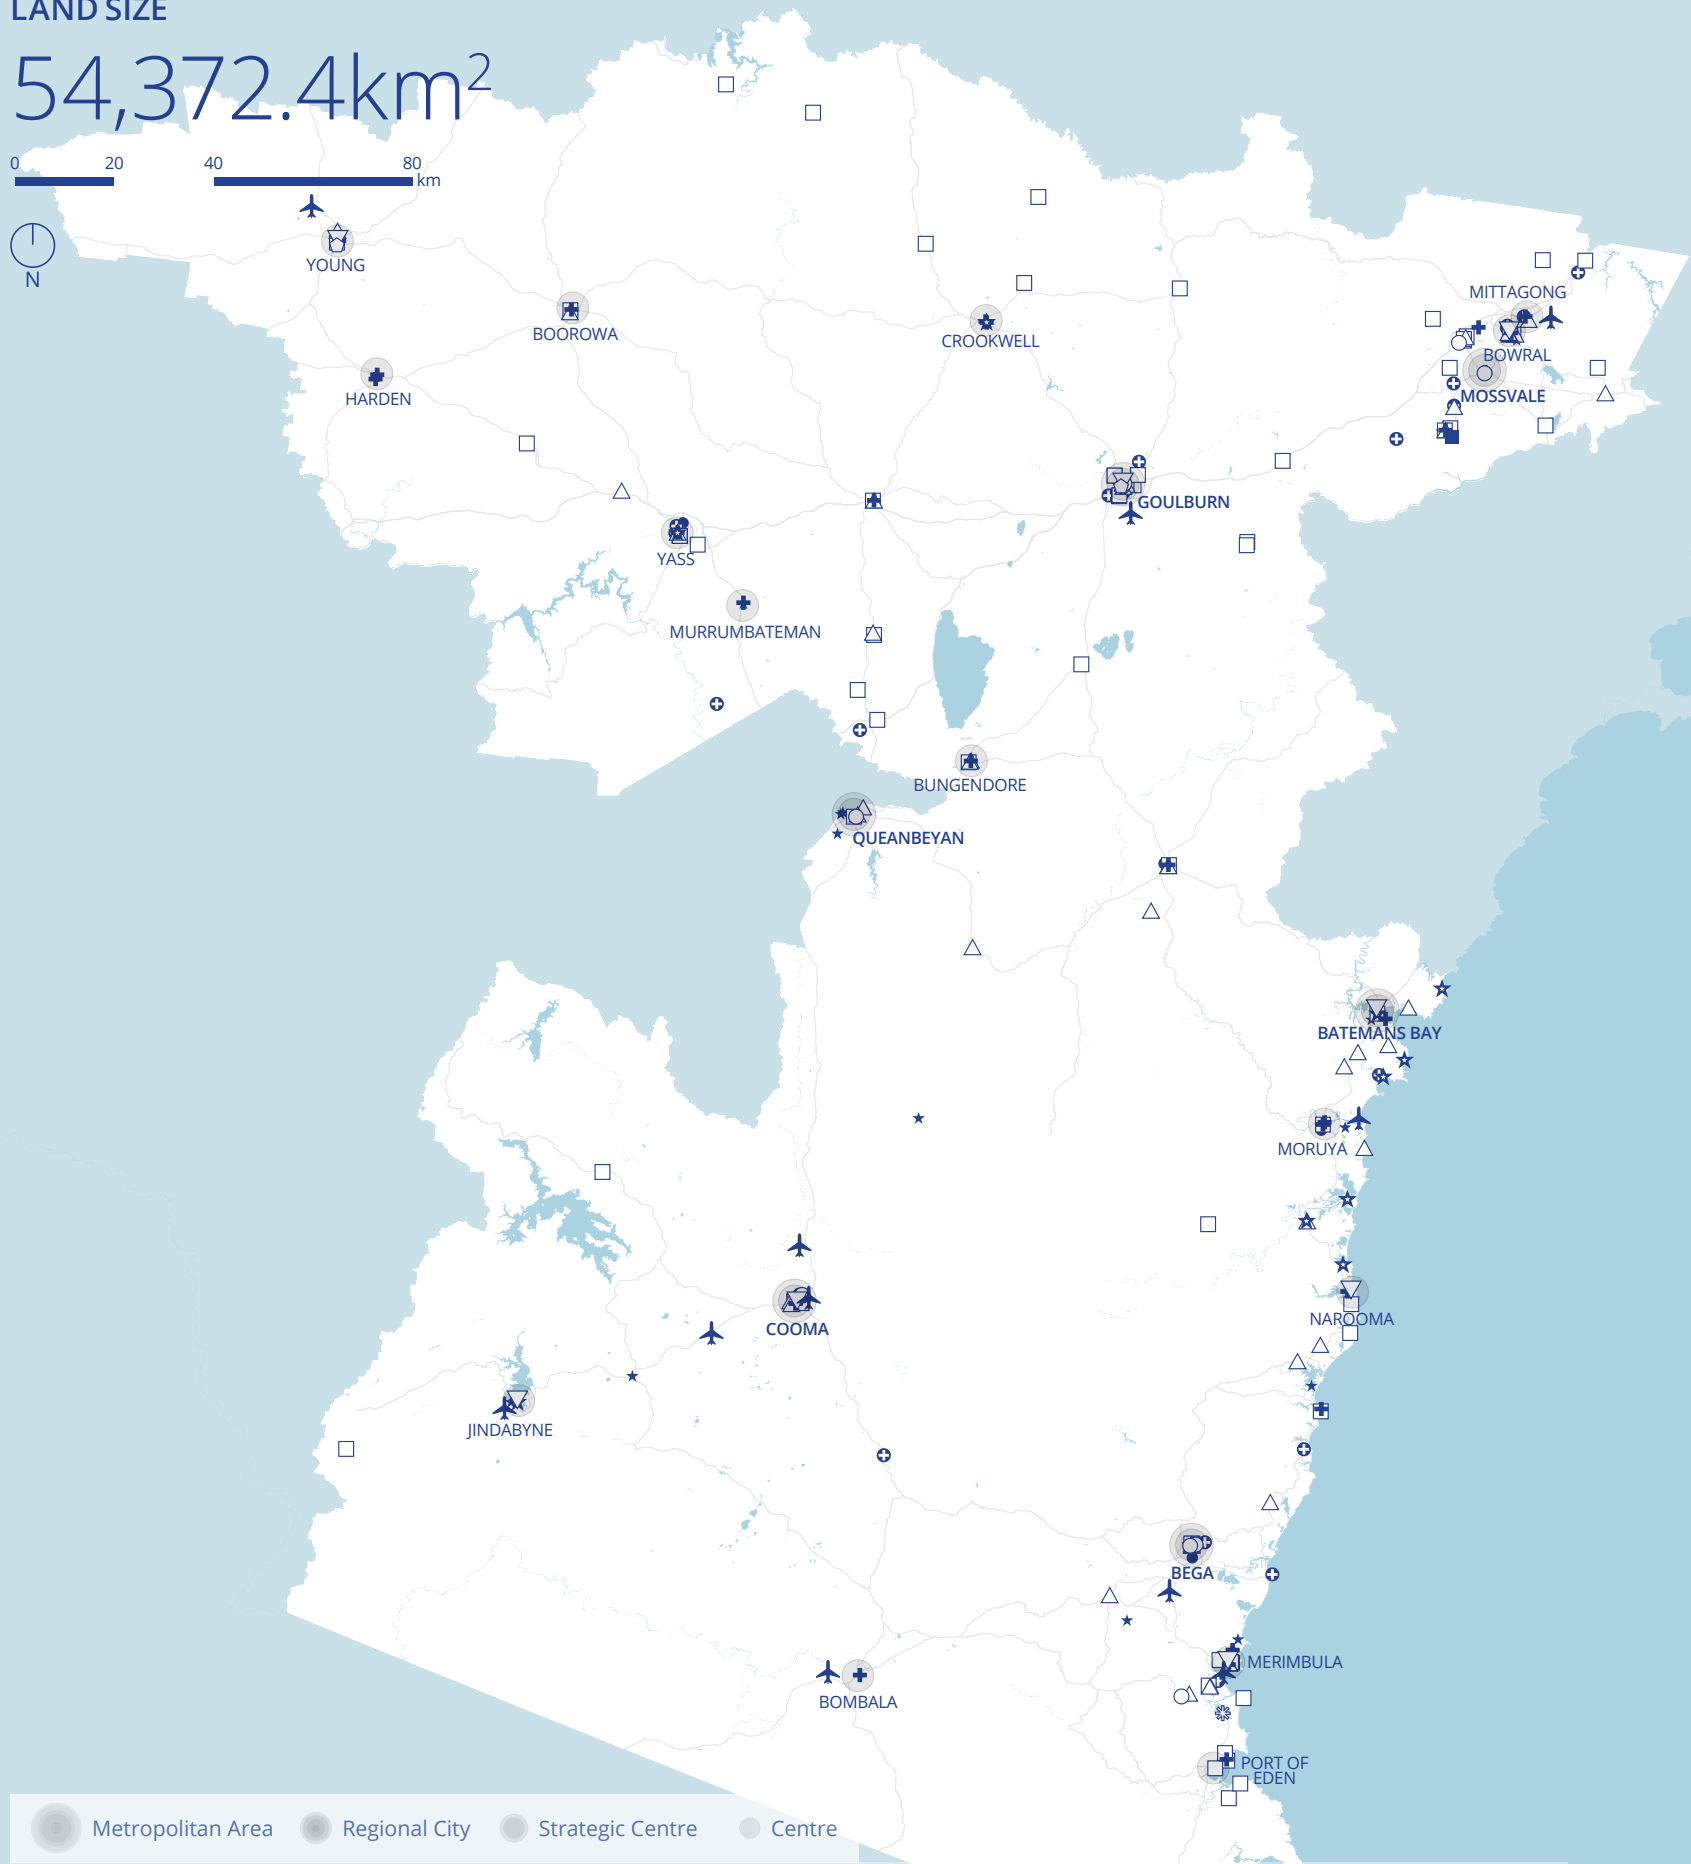 LAND SIZE
54,372.4km²
0 20 40 80
km
N
YOUNG
BOOROWA
CROOKWELL
MITTAGONG
BOWRAL
MOSSVALE
HARDEN
GOULBURN
YASS
MURRUMBATEMAN
BUNGENDORE
QUEANBEYAN
BATEMANS BAY
MORUYA
NAROOMA
COOMA
JINDABYNE
BEGA
MERIMBULA
BOMBALA
PORT OF
EDEN
Metropolitan Area Regional City Strategic Centre Centre